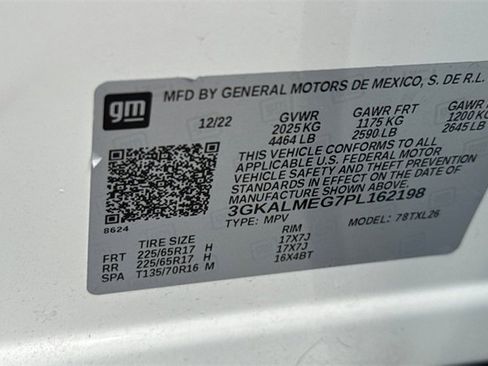 gm
MFD BY GENERAL MOTORS DE MEXICO, S. DE R.L.
12/22 GVWR GAWR FRT GAWR
2025 KG 1175 KG 1200 KG
4464 LB 2590 LB 2645 LB
THIS VEHICLE CONFORMS TO ALL
APPLICABLE U.S. FEDERAL MOTOR
VEHICLE SAFETY AND THEFT PREVENTION
STANDARDS IN EFFECT ON THE DATE OF
MANUFACTURE SHOWN ABOVE.
3GKALMEG7PL162198
8624
TYPE: MPV MODEL: 78TXL26
TIRE SIZE RIM
FRT 225/65R17 H 17X7J
RR 225/65R17 H 17X7J
SPA T135/70R16 M 16X4BT